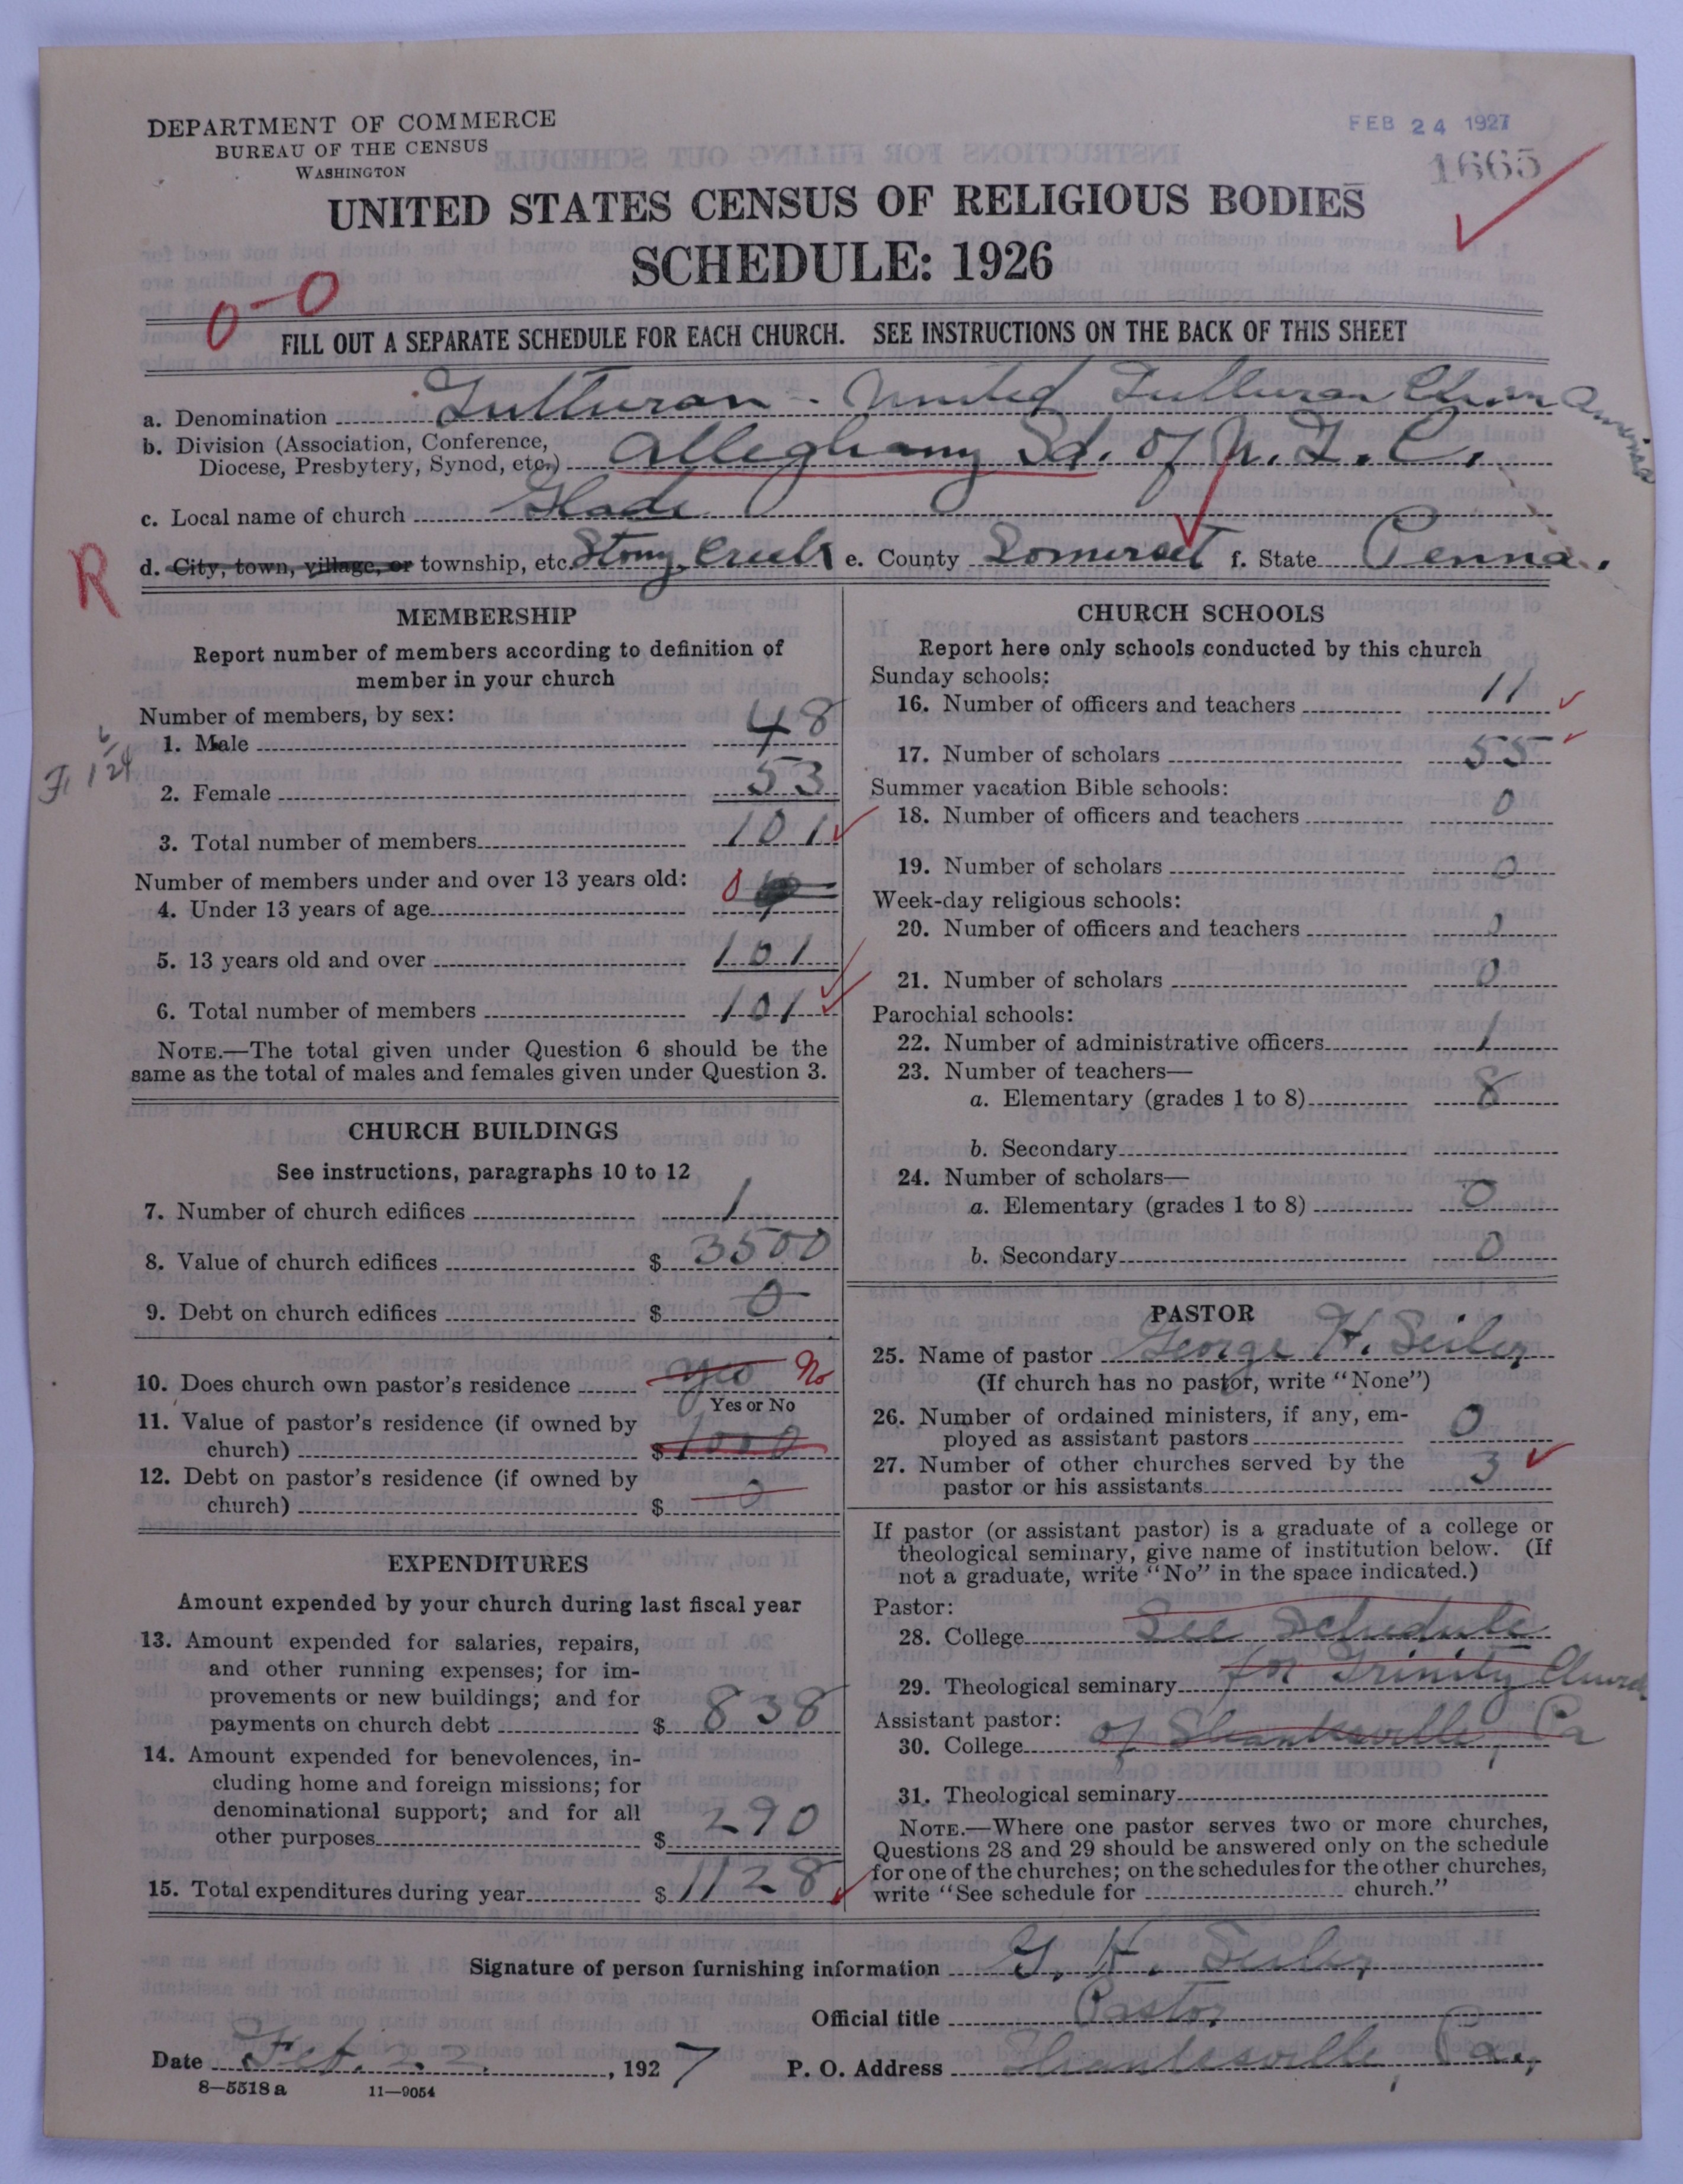 DEPARTMENT OF COMMERCE
BUREAU OF THE CENSUS
WASHINGTON
FEB 24 1927
1665
UNITED STATES CENSUS OF RELIGIOUS BODIES
SCHEDULE: 1926
0-0
FILL OUT A SEPARATE SCHEDULE FOR EACH CHURCH. SEE INSTRUCTIONS ON THE BACK OF THIS SHEET
a. Denomination Lutheran - United Lutheran Chur in America
b. Division (Association, Conference,
Diocese, Presbytery, Synod, etc.) Alleghany Sd. of U. L. C.
c. Local name of church Glade
R
d. City, town, village, or township, etc. Stony Creek e. County Somerset f. State Penna.
MEMBERSHIP
Report number of members according to definition of
member in your church
Number of members, by sex:
1. Male 48
2. Female 53
3. Total number of members 101
Number of members under and over 13 years old:
4. Under 13 years of age 0
5. 13 years old and over 101
6. Total number of members 101
NOTE.—The total given under Question 6 should be the
same as the total of males and females given under Question 3.
CHURCH BUILDINGS
See instructions, paragraphs 10 to 12
7. Number of church edifices 1
8. Value of church edifices $ 3500
9. Debt on church edifices $ 0
10. Does church own pastor's residence yes No
Yes or No
11. Value of pastor's residence (if owned by
church) $ 1000
12. Debt on pastor's residence (if owned by
church) $ 0
EXPENDITURES
Amount expended by your church during last fiscal year
13. Amount expended for salaries, repairs,
and other running expenses; for im-
provements or new buildings; and for
payments on church debt $ 838
14. Amount expended for benevolences, in-
cluding home and foreign missions; for
denominational support; and for all
other purposes $ 290
15. Total expenditures during year $ 1128
CHURCH SCHOOLS
Report here only schools conducted by this church
Sunday schools:
16. Number of officers and teachers 11
17. Number of scholars 55
Summer vacation Bible schools:
18. Number of officers and teachers 0
19. Number of scholars 0
Week-day religious schools:
20. Number of officers and teachers 0
21. Number of scholars 0
Parochial schools:
22. Number of administrative officers 1
23. Number of teachers—
a. Elementary (grades 1 to 8) 8
b. Secondary
24. Number of scholars—
a. Elementary (grades 1 to 8) 0
b. Secondary 0
PASTOR
25. Name of pastor George H. Seiler
(If church has no pastor, write "None")
26. Number of ordained ministers, if any, em-
ployed as assistant pastors 0
27. Number of other churches served by the
pastor or his assistants 3
If pastor (or assistant pastor) is a graduate of a college or
theological seminary, give name of institution below. (If
not a graduate, write "No" in the space indicated.)
Pastor:
28. College See Schedule
29. Theological seminary for Trinity Church
Assistant pastor:
30. College of Shanksville, Pa
31. Theological seminary
NOTE.—Where one pastor serves two or more churches,
Questions 28 and 29 should be answered only on the schedule
for one of the churches; on the schedules for the other churches,
write "See schedule for church."
Signature of person furnishing information G. H. Seiler
Official title Pastor
Date Feb. 22, 1927 P. O. Address Shanksville, Pa.,
8—5518 a 11—9054